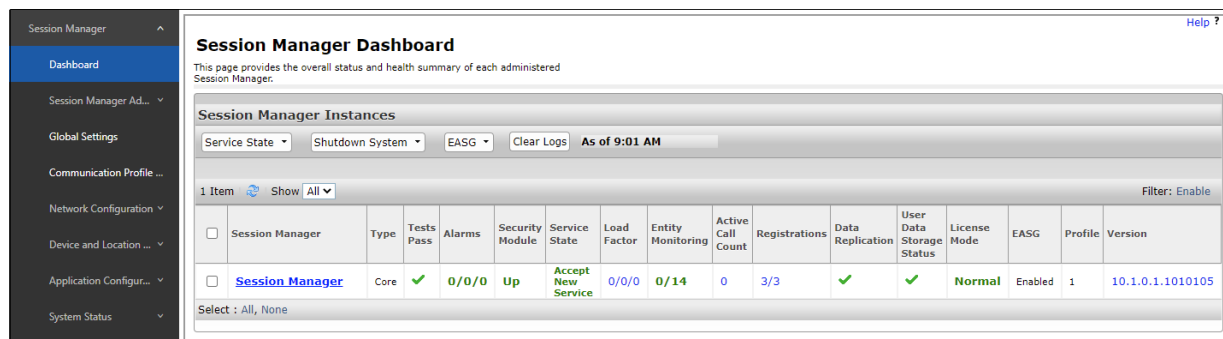 Session Manager
Dashboard
Session Manager Ad...
Global Settings
Communication Profile ...
Network Configuration
Device and Location ...
Application Configur...
System Status
Help ?
Session Manager Dashboard
This page provides the overall status and health summary of each administered
Session Manager.
Session Manager Instances
Service State Shutdown System EASG Clear Logs As of 9:01 AM
1 Item Show All Filter: Enable
Session Manager Type Tests Pass Alarms Security Module Service State Load Factor Entity Monitoring Active Call Count Registrations Data Replication User Data Storage Status License Mode EASG Profile Version
Session Manager Core 0/0/0 Up Accept New Service 0/0/0 0/14 0 3/3 Normal Enabled 1 10.1.0.1.1010105
Select : All, None